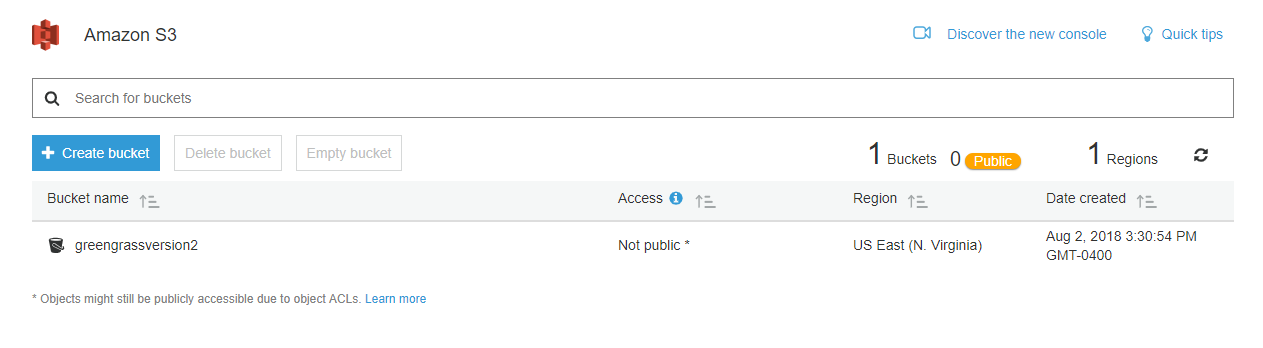 Amazon S3 Discover the new console Quick tips
Search for buckets
Create bucket Delete bucket Empty bucket 1 Buckets 0 Public 1 Regions
Bucket name Access Region Date created
greengrassversion2 Not public * US East (N. Virginia) Aug 2, 2018 3:30:54 PM
GMT-0400
* Objects might still be publicly accessible due to object ACLs. Learn more